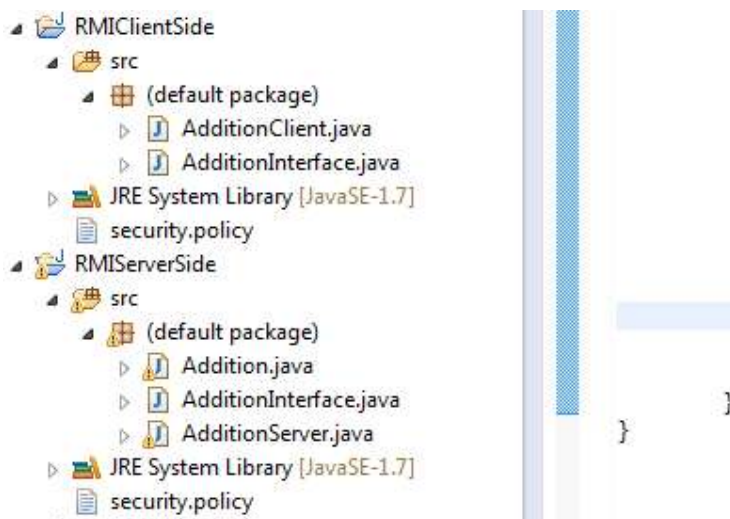 RMIClientSide
src
(default package)
AdditionClient.java
AdditionInterface.java
JRE System Library [JavaSE-1.7]
security.policy
RMIServerSide
src
(default package)
Addition.java
AdditionInterface.java
AdditionServer.java
JRE System Library [JavaSE-1.7]
security.policy
}
}